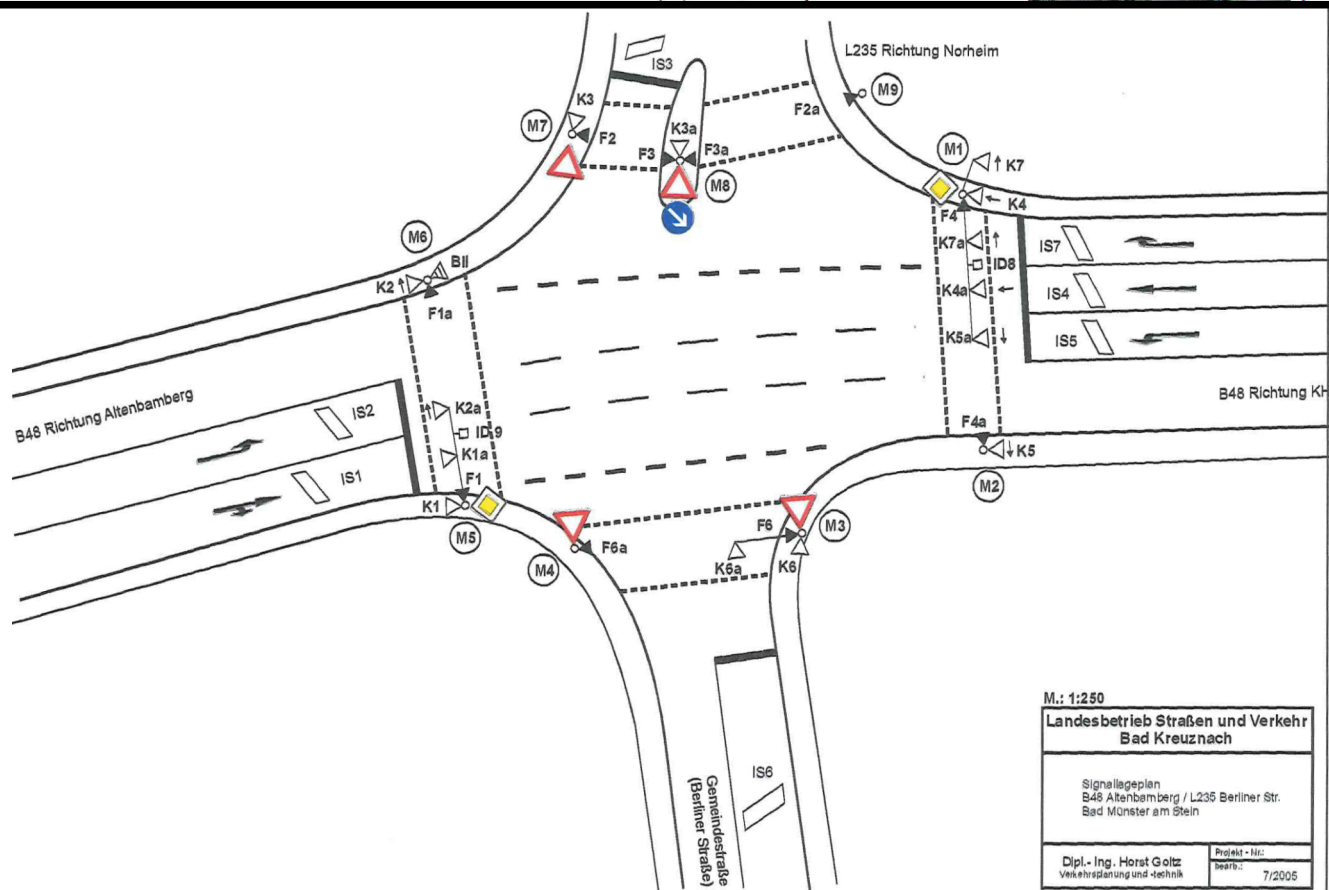 L235 Richtung Norheim
IS3
M9
K3
M7
F2
F2a
K3a
F3
F3a
M8
M1
K7
K4
F4
K7a
ID8
K4a
K5a
IS7
IS4
IS5
M6
BII
K2
F1a
B48 Richtung Altenbamberg
B48 Richtung KH
IS2
IS1
K2a
ID9
K1a
F1
K1
M5
F4a
K5
M2
M4
F6a
F6
M3
K6a
K6
IS6
Gemeindestraße
(Berliner Straße)
M.: 1:250
Landesbetrieb Straßen und Verkehr
Bad Kreuznach
Signallageplan
B48 Altenbamberg / L235 Berliner Str.
Bad Münster am Stein
Dipl.- Ing. Horst Goltz
Verkehrsplanung und -technik
Projekt - Nr.:
bearb.:
7/2005